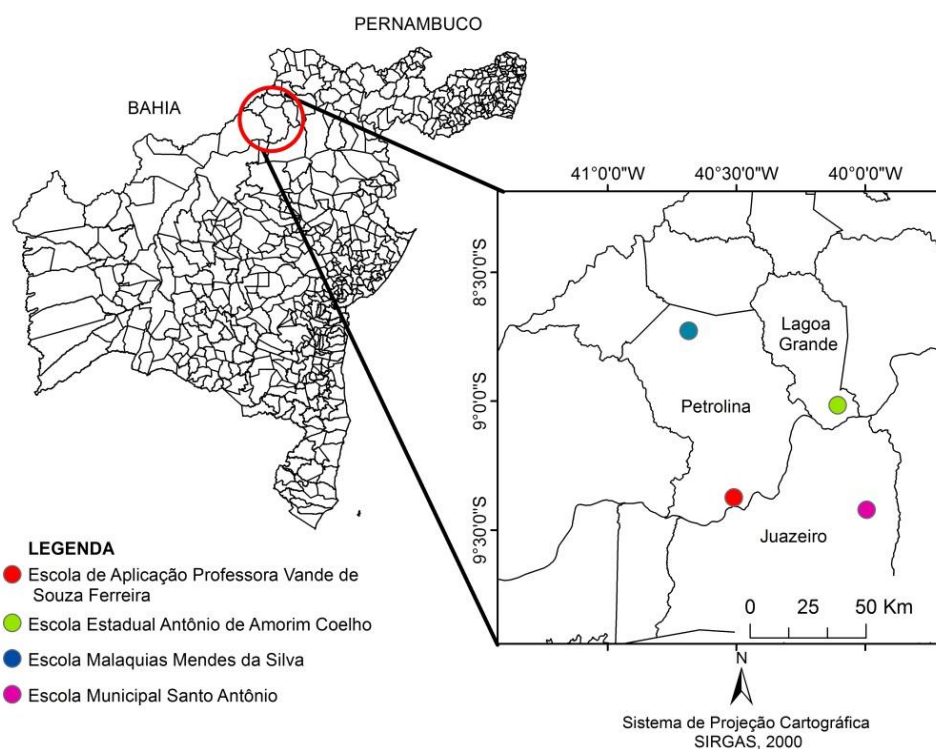 PERNAMBUCO
BAHIA
41°0'0"W 40°30'0"W 40°0'0"W
8°30'0"S
9°0'0"S
9°30'0"S
Lagoa
Grande
Petrolina
Juazeiro
0 25 50 Km
N
Sistema de Projeção Cartográfica
SIRGAS, 2000
LEGENDA
Escola de Aplicação Professora Vande de
Souza Ferreira
Escola Estadual Antônio de Amorim Coelho
Escola Malaquias Mendes da Silva
Escola Municipal Santo Antônio